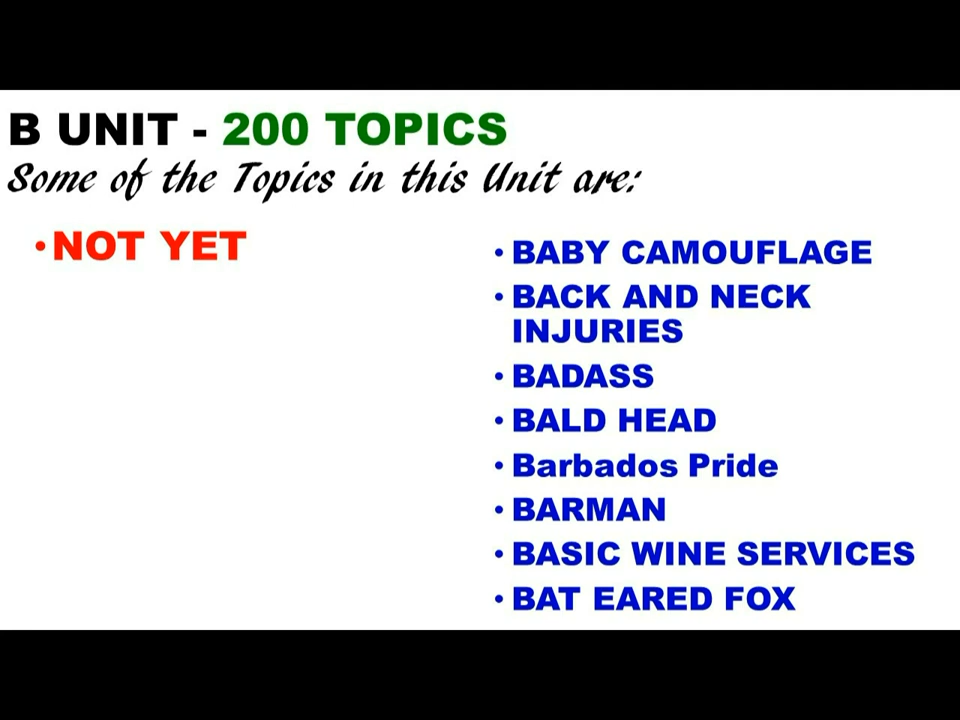 B UNIT - 200 TOPICS
Some of the Topics in this Unit are:
• NOT YET
• BABY CAMOUFLAGE
• BACK AND NECK
INJURIES
• BADASS
• BALD HEAD
• Barbados Pride
• BARMAN
• BASIC WINE SERVICES
• BAT EARED FOX